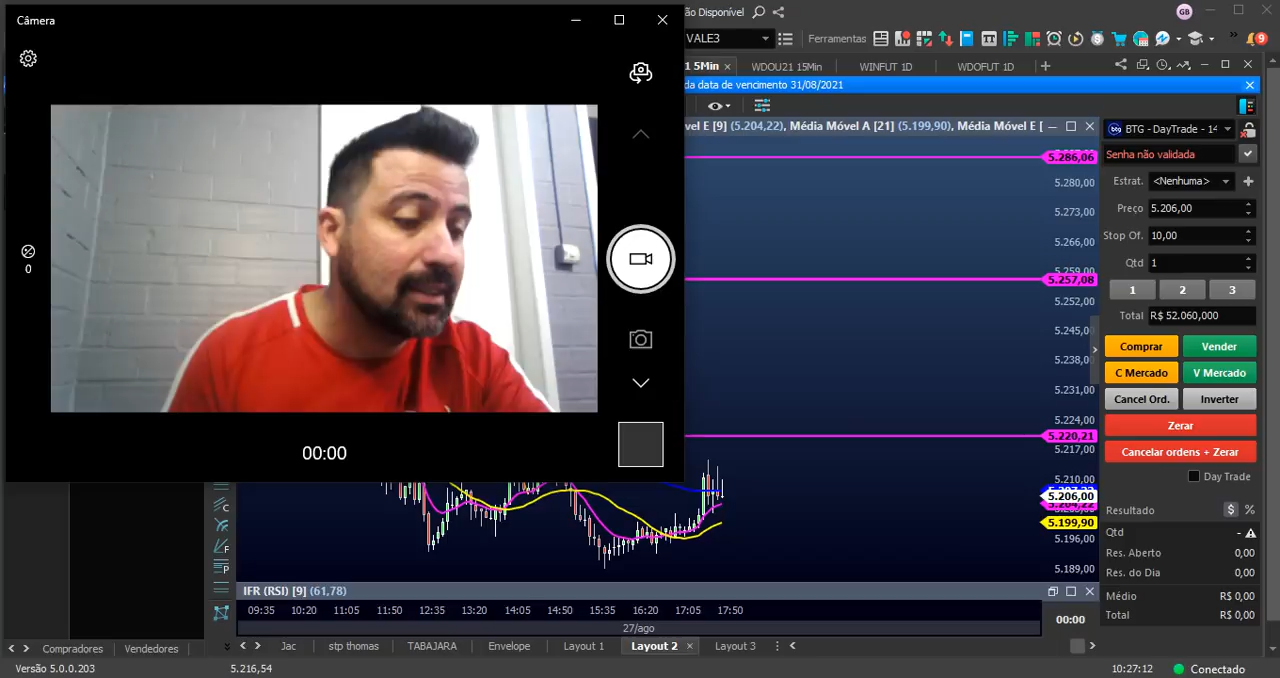 Câmera
ão Disponível
GB
VALE3
Ferramentas
9
1 5Min
WDOU21 15Min
WINFUT 1D
WDOFUT 1D
da data de vencimento 31/08/2021
vel E [9] (5.204,22), Média Móvel A [21] (5.199,90), Média Móvel E [
BTG - DayTrade - 14
Senha não validada
Estrat. <Nenhuma>
Preço 5.206,00
Stop Of. 10,00
Qtd 1
1 2 3
Total R$ 52.060,000
Comprar Vender
C Mercado V Mercado
Cancel Ord. Inverter
Zerar
Cancelar ordens + Zerar
Day Trade
Resultado $ %
Qtd -
Res. Aberto 0,00
Res. do Dia 0,00
Médio R$ 0,00
Total R$ 0,00
5.286,06
5.280,00
5.273,00
5.266,00
5.259,00
5.257,08
5.252,00
5.245,00
5.238,00
5.231,00
5.224,00
5.220,21
5.217,00
5.210,00
5.206,00
5.199,90
5.196,00
5.189,00
0
00:00
IFR (RSI) [9] (61,78)
09:35 10:20 11:05 11:50 12:35 13:20 14:05 14:50 15:35 16:20 17:05 17:50
00:00
27/ago
Compradores Vendedores
Jac stp thomas TABAJARA Envelope Layout 1 Layout 2 Layout 3
Versão 5.0.0.203
5.216,54
10:27:12
Conectado